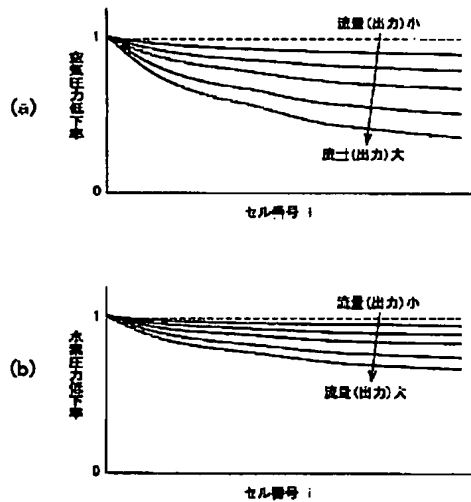 (a)
空気圧力低下率
1
0
流量(出力)小
流量(出力)大
セル番号 i
(b)
水素圧力低下率
1
0
流量(出力)小
流量(出力)大
セル番号 i